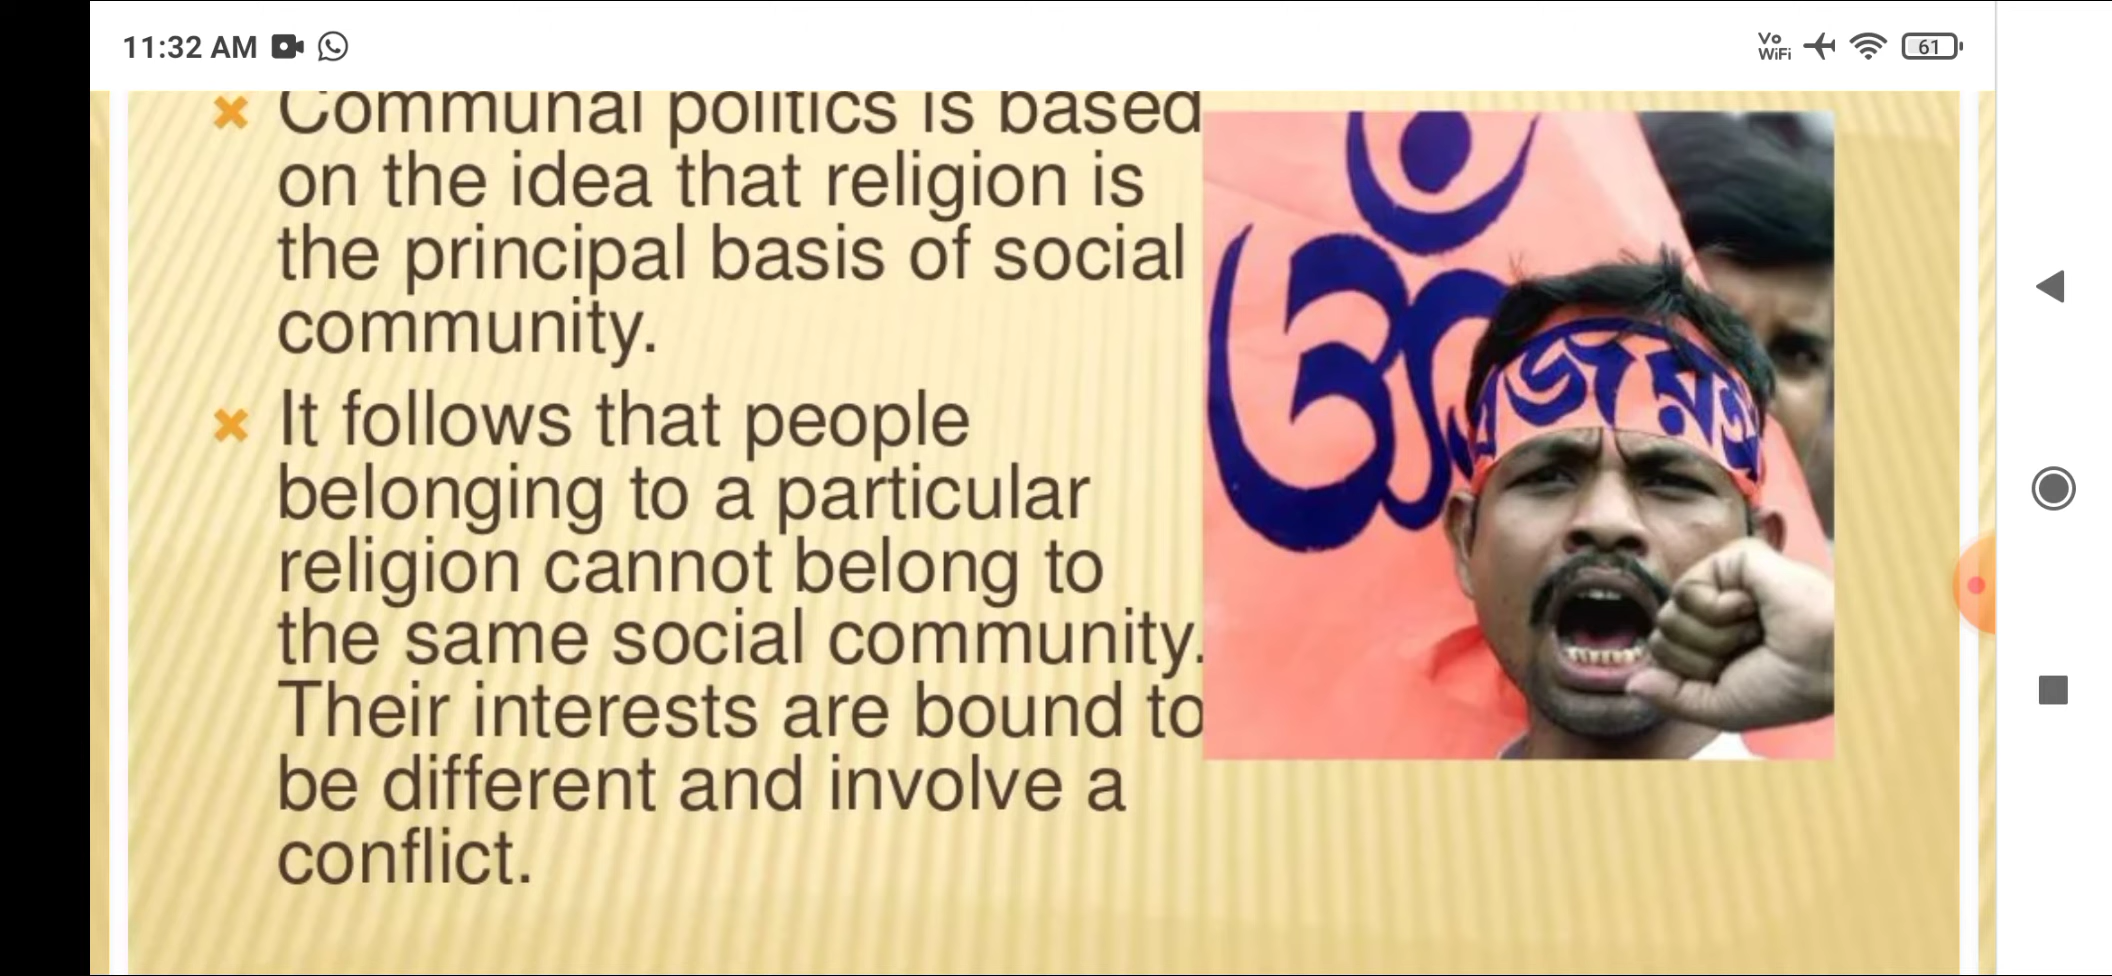 11:32 AM
Vo
WiFi
61
Communal politics is based
on the idea that religion is
the principal basis of social
community.
It follows that people
belonging to a particular
religion cannot belong to
the same social community.
Their interests are bound to
be different and involve a
conflict.
ওঁ
জয়